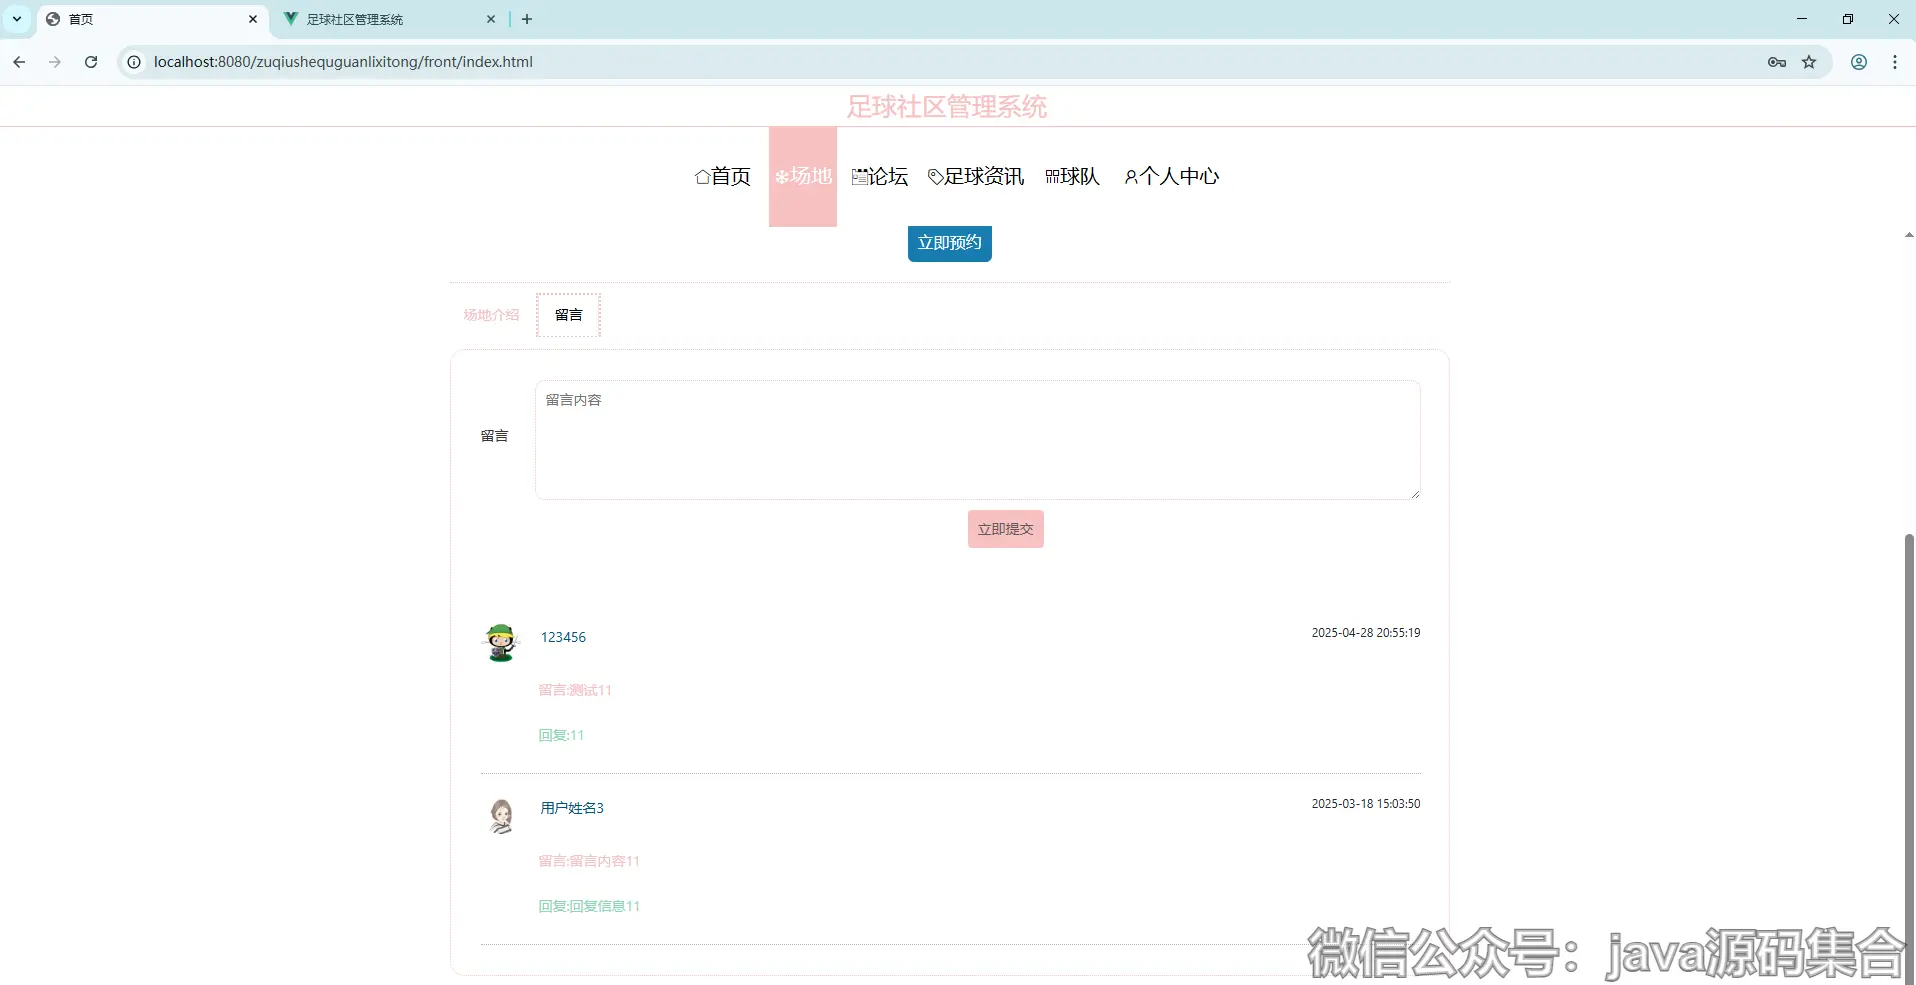 首页
足球社区管理系统
localhost:8080/zuqiushequguanlixitong/front/index.html
足球社区管理系统
首页 场地 论坛 足球资讯 球队 个人中心
立即预约
场地介绍 留言
留言内容
留言
立即提交
123456 2025-04-28 20:55:19
留言:测试11
回复:11
用户姓名3 2025-03-18 15:03:50
留言:留言内容11
回复:回复信息11
微信公众号：java源码集合